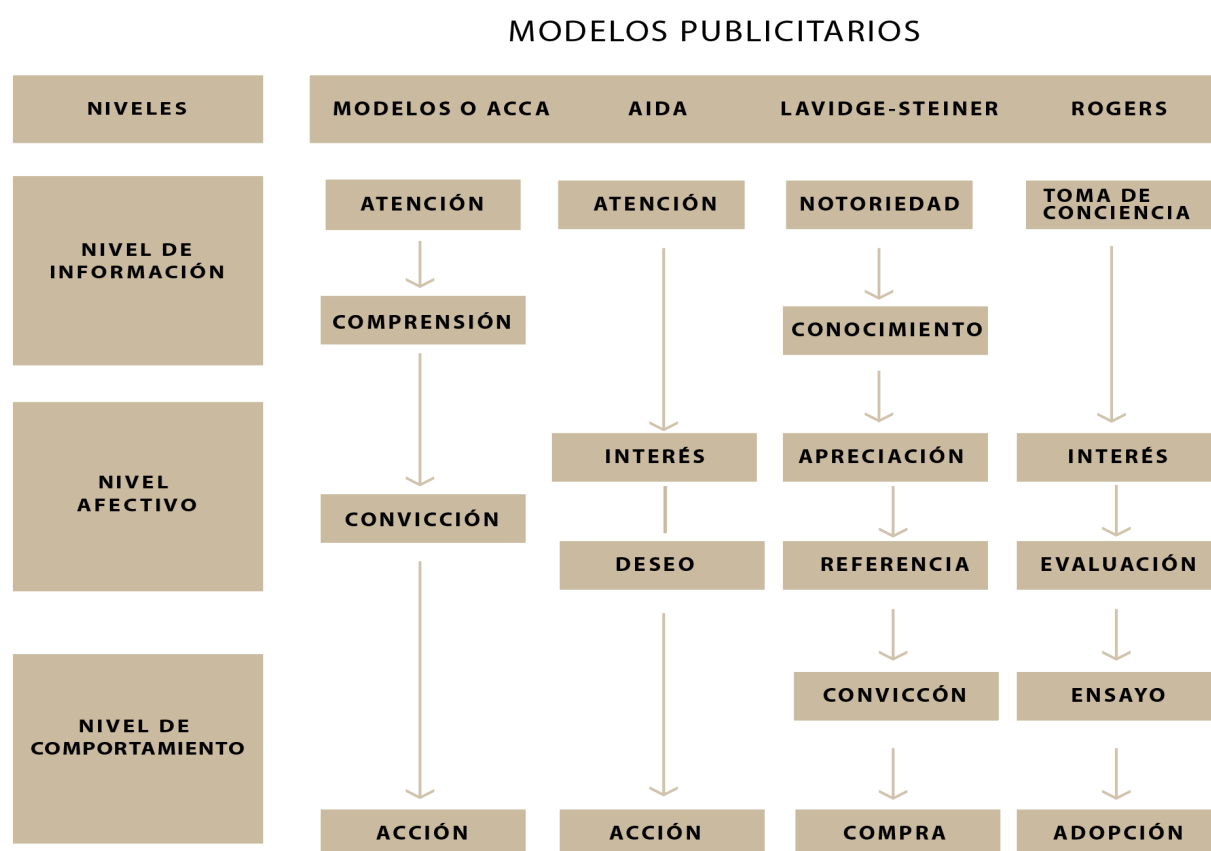 MODELOS PUBLICITARIOS
NIVELES
MODELOS O ACCA
AIDA
LAVIDGE-STEINER
ROGERS
NIVEL DE
INFORMACIÓN
ATENCIÓN
ATENCIÓN
NOTORIEDAD
TOMA DE
CONCIENCIA
COMPRENSIÓN
CONOCIMIENTO
NIVEL
AFECTIVO
INTERÉS
APRECIACIÓN
INTERÉS
CONVICCIÓN
DESEO
REFERENCIA
EVALUACIÓN
NIVEL DE
COMPORTAMIENTO
CONVICCÓN
ENSAYO
ACCIÓN
ACCIÓN
COMPRA
ADOPCIÓN